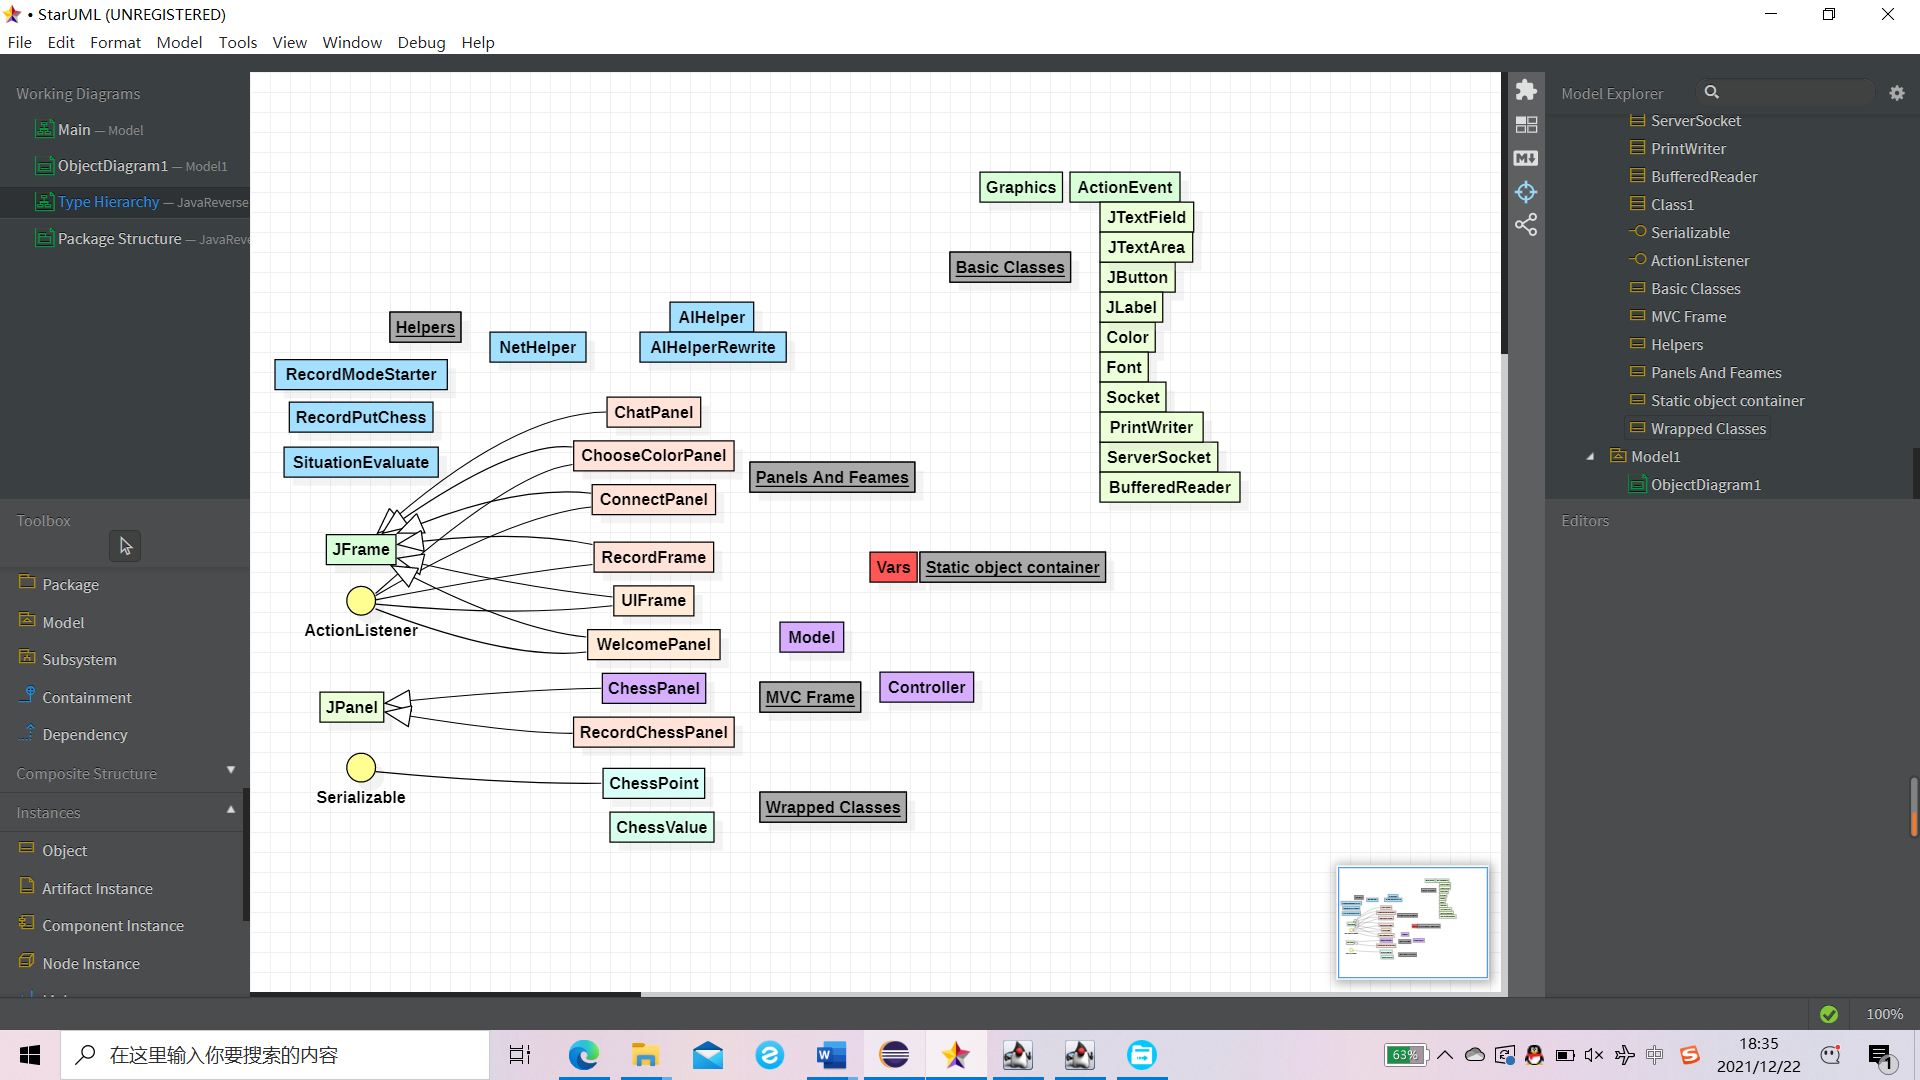 • StarUML (UNREGISTERED)
File Edit Format Model Tools View Window Debug Help
Working Diagrams
Main — Model
ObjectDiagram1 — Model1
Type Hierarchy — JavaReverse
Package Structure — JavaReve
Toolbox
Package
Model
Subsystem
Containment
Dependency
Composite Structure
Instances
Object
Artifact Instance
Component Instance
Node Instance
Graphics
ActionEvent
JTextField
JTextArea
Basic Classes
JButton
JLabel
Color
Font
Socket
PrintWriter
ServerSocket
BufferedReader
Helpers
NetHelper
AIHelper
AIHelperRewrite
RecordModeStarter
RecordPutChess
SituationEvaluate
ChatPanel
ChooseColorPanel
ConnectPanel
Panels And Feames
JFrame
RecordFrame
UIFrame
ActionListener
WelcomePanel
Vars
Static object container
Model
ChessPanel
MVC Frame
Controller
JPanel
RecordChessPanel
Serializable
ChessPoint
ChessValue
Wrapped Classes
Model Explorer
ServerSocket
PrintWriter
BufferedReader
Class1
Serializable
ActionListener
Basic Classes
MVC Frame
Helpers
Panels And Feames
Static object container
Wrapped Classes
Model1
ObjectDiagram1
Editors
100%
在这里输入你要搜索的内容
63%
中
18:35
2021/12/22
1